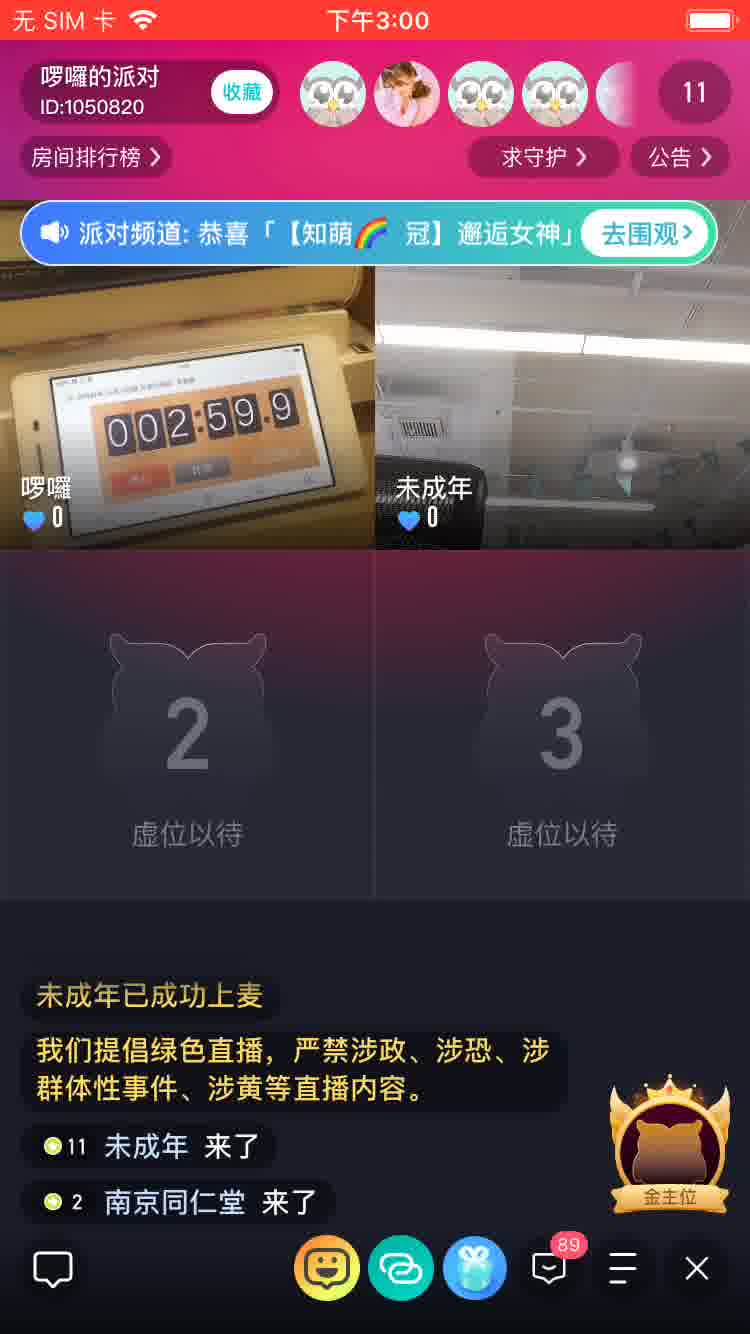 无 SIM 卡
下午3:00
啰囉的派对
ID:1050820
收藏
11
房间排行榜
求守护
公告
派对频道: 恭喜「【知萌🌈 冠】邂逅女神」
去围观
002:59.9
啰囉
0
未成年
0
2
虚位以待
3
虚位以待
未成年已成功上麦
我们提倡绿色直播，严禁涉政、涉恐、涉
群体性事件、涉黄等直播内容。
11 未成年 来了
2 南京同仁堂 来了
金主位
89